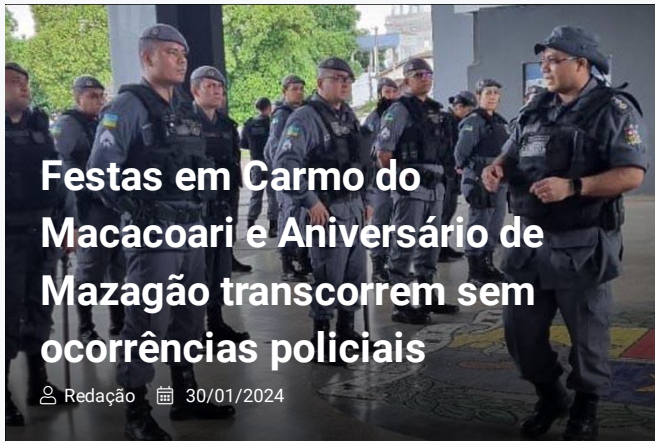 Festas em Carmo do
Macacoari e Aniversário de
Mazagão transcorrem sem
ocorrências policiais
Redação 30/01/2024